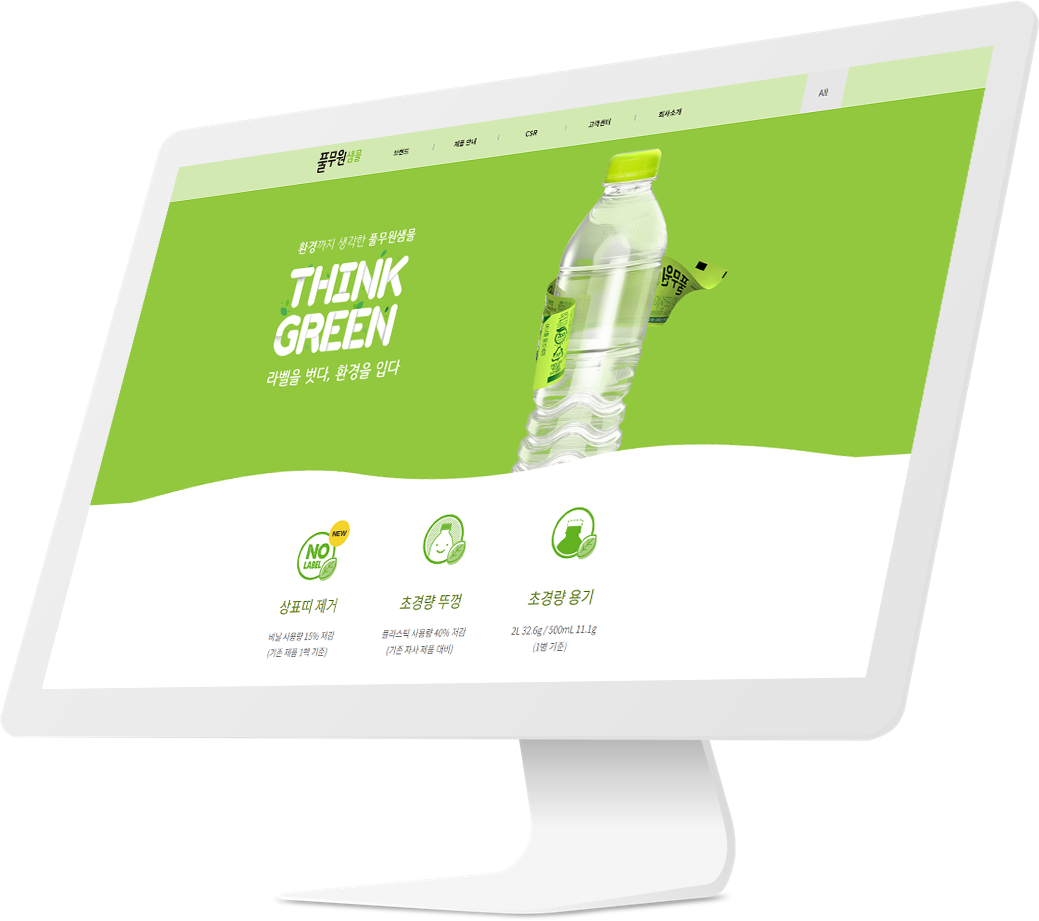 풀무원샘물
브랜드
제품 안내
CSR
고객센터
회사소개
환경까지 생각한 풀무원샘물
THINK
GREEN
라벨을 벗다, 환경을 입다
풀무원
NO
LABEL
NEW
상표띠 제거
비닐 사용량 15% 저감
(기존 제품 1팩 기준)
초경량 뚜껑
플라스틱 사용량 40% 저감
(기존 자사 제품 대비)
초경량 용기
2L 32.6g / 500mL 11.1g
(1병 기준)